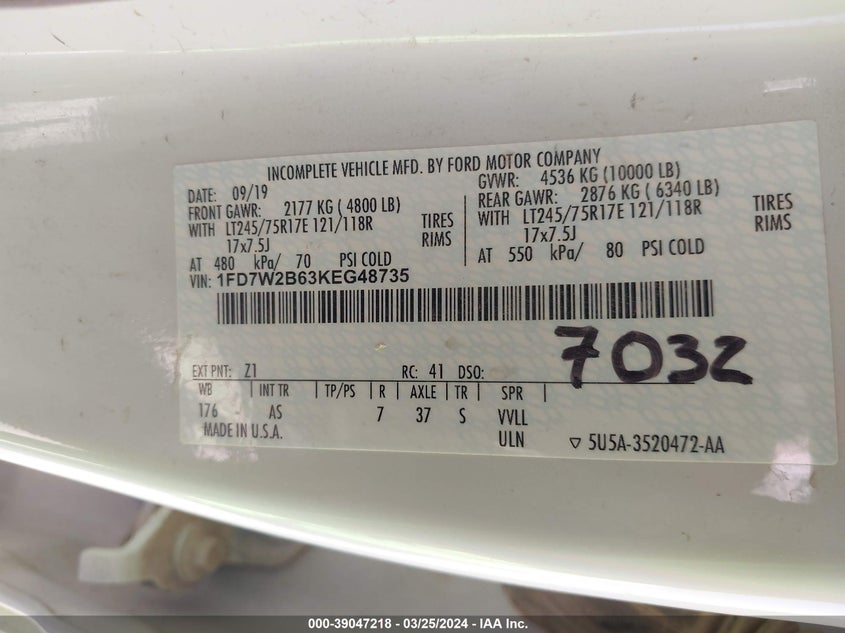 INCOMPLETE VEHICLE MFD. BY FORD MOTOR COMPANY
DATE: 09/19
GVWR: 4536 KG (10000 LB)
FRONT GAWR: 2177 KG ( 4800 LB)
REAR GAWR: 2876 KG ( 6340 LB)
WITH LT245/75R17E 121/118R TIRES
WITH LT245/75R17E 121/118R TIRES
17x7.5J RIMS
17x7.5J RIMS
AT 480 kPa/ 70 PSI COLD
AT 550 kPa/ 80 PSI COLD
VIN: 1FD7W2B63KEG48735
7032
EXT PNT: Z1 RC: 41 DSO:
WB | INT TR | TP/PS | R | AXLE | TR | SPR |
176 - AS 7 37 S VVLL
MADE IN U.S.A. ULN ▽ 5U5A-3520472-AA
000-39047218 - 03/25/2024 - IAA Inc.